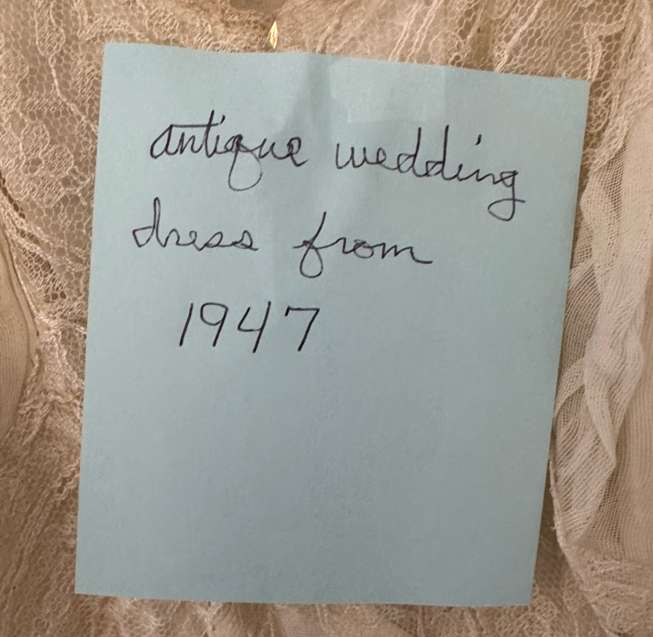 antique wedding
dress from
1947